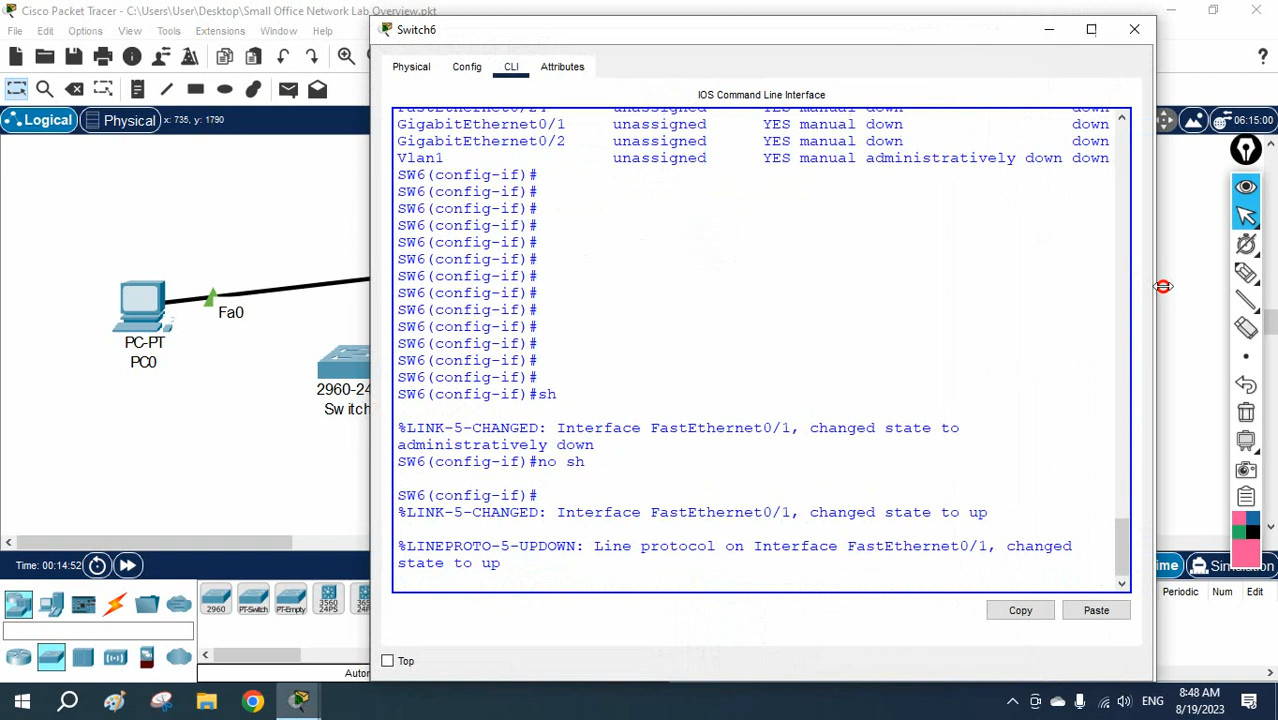 Cisco Packet Tracer - C:\Users\User\Desktop\Small Office Network Lab Overview.pkt
File Edit Options View Tools Extensions Window Help
Switch6
Physical Config CLI Attributes
IOS Command Line Interface
Logical Physical x: 735, y: 1790
06:15:00
GigabitEthernet0/1 unassigned YES manual down down
GigabitEthernet0/2 unassigned YES manual down down
Vlan1 unassigned YES manual administratively down down
SW6(config-if)#
SW6(config-if)#
SW6(config-if)#
SW6(config-if)#
SW6(config-if)#
SW6(config-if)#
SW6(config-if)#
SW6(config-if)#
SW6(config-if)#
SW6(config-if)#
SW6(config-if)#
SW6(config-if)#
SW6(config-if)#
SW6(config-if)#sh
%LINK-5-CHANGED: Interface FastEthernet0/1, changed state to
administratively down
SW6(config-if)#no sh
SW6(config-if)#
%LINK-5-CHANGED: Interface FastEthernet0/1, changed state to up
%LINEPROTO-5-UPDOWN: Line protocol on Interface FastEthernet0/1, changed
state to up
Copy Paste
Top
Fa0
PC-PT
PC0
2960-24
Switch
Time: 00:14:52
Simulation
Periodic Num Edit
2960 PT-Switch PT-Empty 3560 24PS
8:48 AM
ENG
8/19/2023